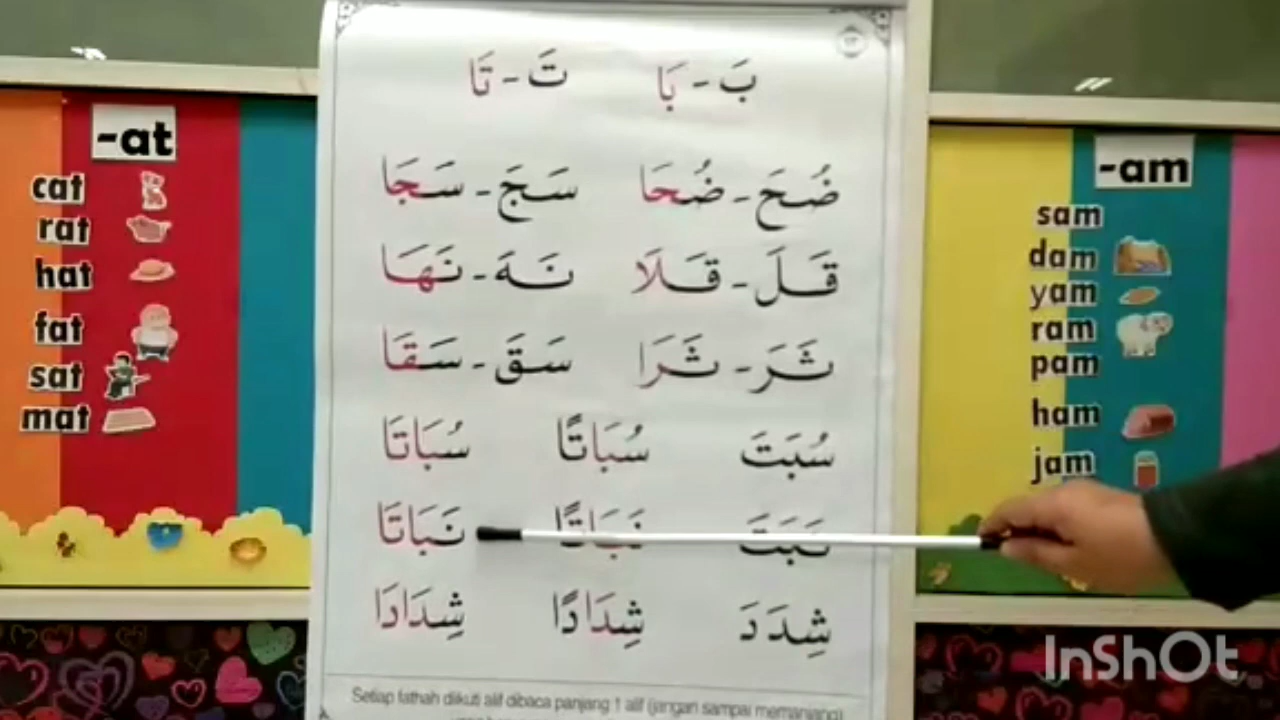 بَ - بَا تَ - تَا
ضُحَ - ضُحَا سَجَ - سَجَا
قَلَ - قَلَا نَهَ - نَهَا
ثَرَ - ثَرَا سَقَ - سَقَا
سُبَتَ سُبَاتًا سُبَاتَا
نَبَتَ نَبَاتًا نَبَاتَا
شِدَدَ شِدَادًا شِدَادَا
Setiap fathah diikuti alif dibaca panjang 1 alif (jangan sampai memanjang)
-at
cat
rat
hat
fat
sat
mat
-am
sam
dam
yam
ram
pam
ham
jam
InShOt